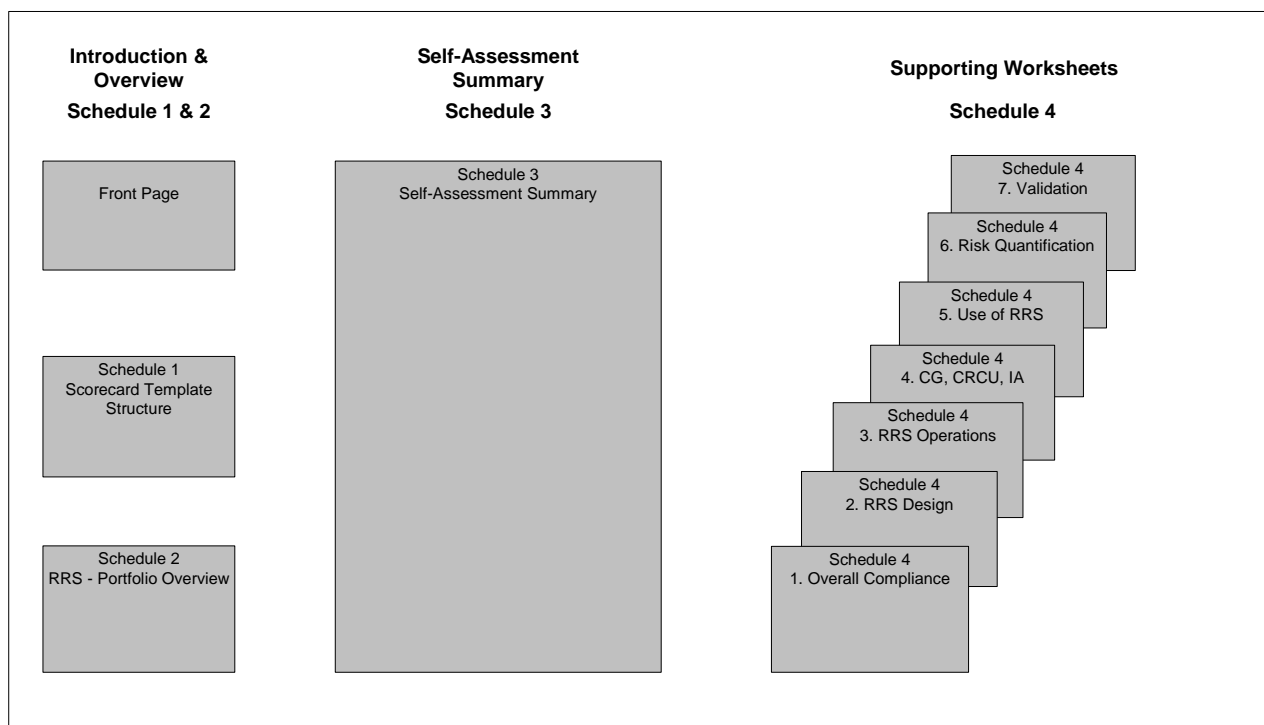 Introduction &
Overview
Schedule 1 & 2
Front Page
Schedule 1
Scorecard Template
Structure
Schedule 2
RRS - Portfolio Overview
Self-Assessment
Summary
Schedule 3
Schedule 3
Self-Assessment Summary
Supporting Worksheets
Schedule 4
Schedule 4
7. Validation
Schedule 4
6. Risk Quantification
Schedule 4
5. Use of RRS
Schedule 4
4. CG, CRCU, IA
Schedule 4
3. RRS Operations
Schedule 4
2. RRS Design
Schedule 4
1. Overall Compliance